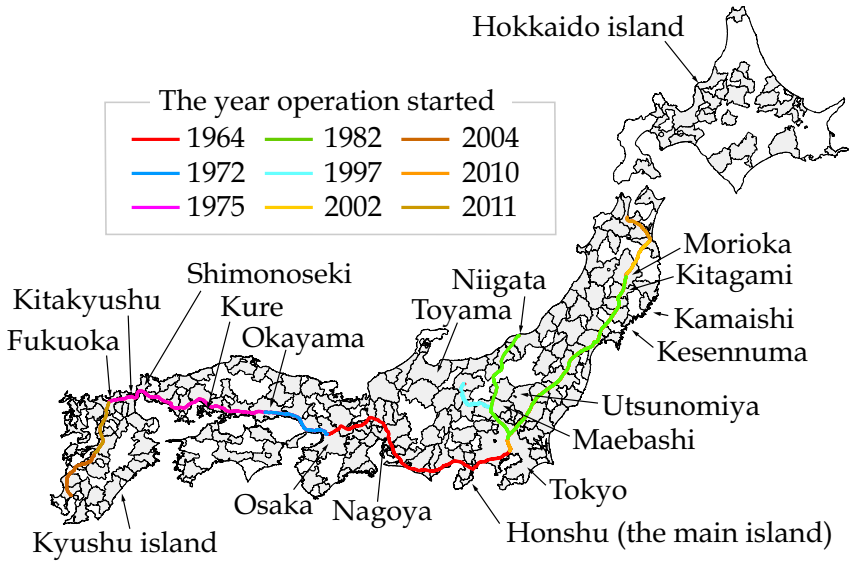 Hokkaido island
The year operation started
1964 1982 2004
1972 1997 2010
1975 2002 2011
Morioka
Kitagami
Kamaishi
Kesennuma
Niigata
Toyama
Shimonoseki
Kitakyushu
Kure
Fukuoka
Okayama
Utsunomiya
Maebashi
Tokyo
Osaka
Nagoya
Honshu (the main island)
Kyushu island